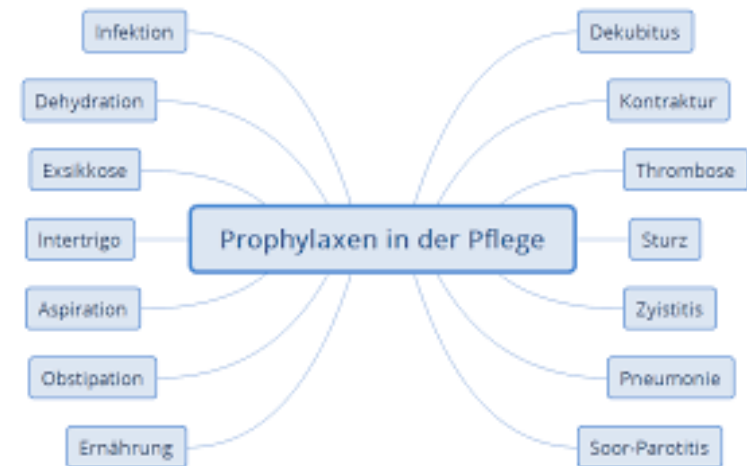 Infektion
Dekubitus
Dehydration
Kontraktur
Exsikkose
Thrombose
Intertrigo
Prophylaxen in der Pflege
Sturz
Aspiration
Zyistitis
Obstipation
Pneumonie
Ernährung
Soor-Parotitis